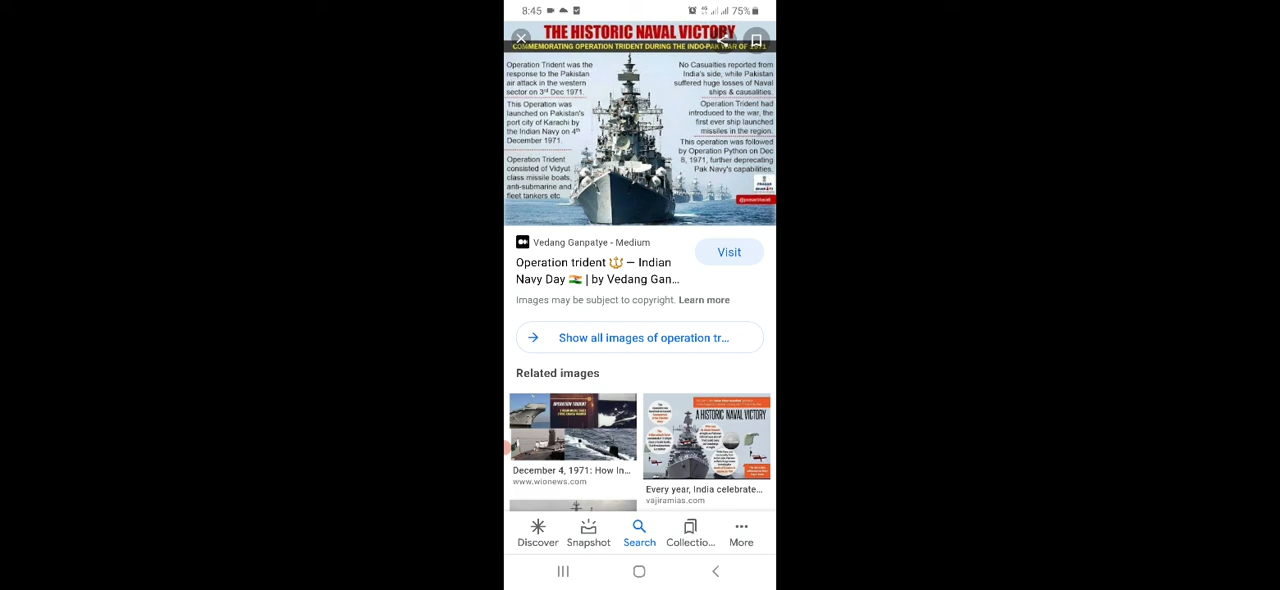 8:45
75%
THE HISTORIC NAVAL VICTORY
COMMEMORATING OPERATION TRIDENT DURING THE INDO-PAK WAR OF 1971
Operation Trident was the
response to the Pakistan
air attack in the western
sector on 3rd Dec 1971.
This Operation was
launched on Pakistan's
port city of Karachi by
the Indian Navy on 4th
December 1971.
Operation Trident
consisted of Vidyut
class missile boats,
anti-submarine and
fleet tankers etc.
No Casualties reported from
India's side, while Pakistan
suffered huge losses of Naval
ships & causalities.
Operation Trident had
introduced to the war, the
first ever ship launched
missiles in the region.
This operation was followed
by Operation Python on Dec
8, 1971, further deprecating
Pak Navy's capabilities.
Vedang Ganpatye - Medium
Visit
Operation trident ⚓ — Indian
Navy Day 🇮🇳 | by Vedang Gan...
Images may be subject to copyright. Learn more
Show all images of operation tr...
Related images
OPERATION TRIDENT
A HISTORIC NAVAL VICTORY
December 4, 1971: How In...
www.wionews.com
Every year, India celebrate...
vajiramias.com
Discover
Snapshot
Search
Collectio...
More